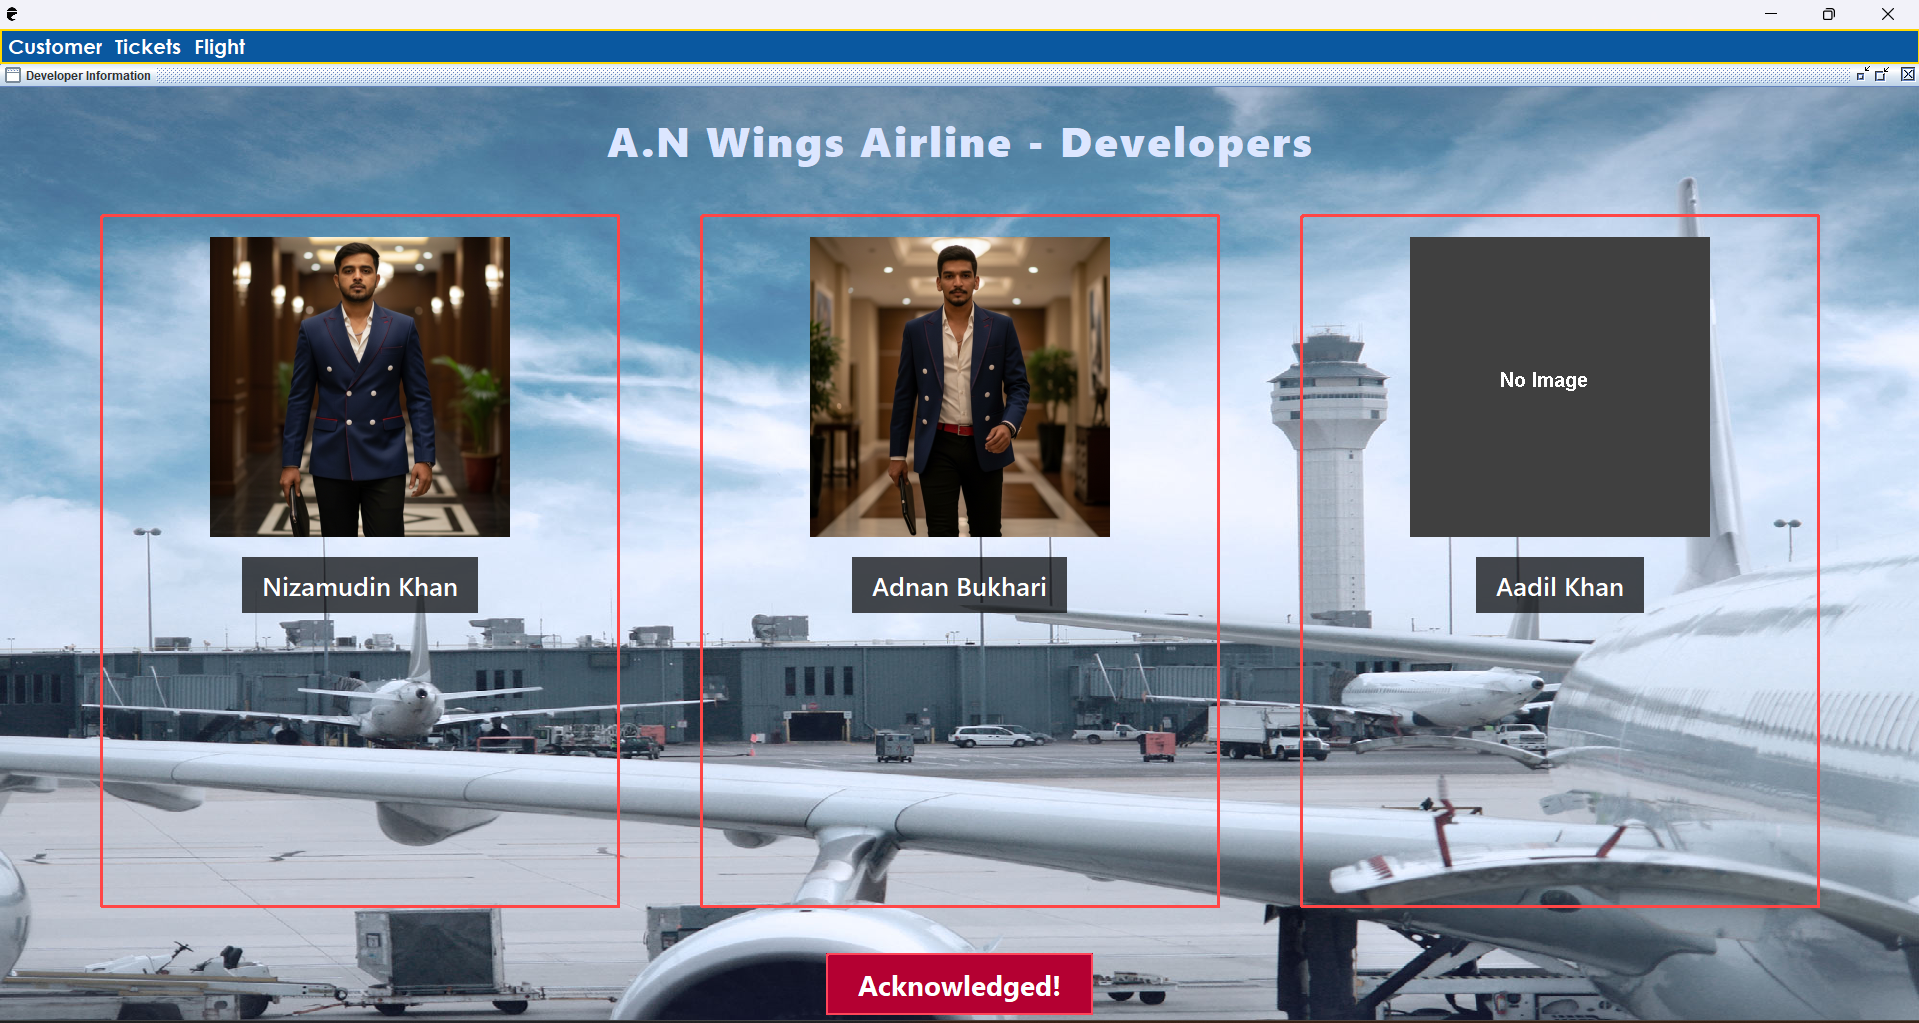 Customer Tickets Flight
Developer Information
A.N Wings Airline - Developers
No Image
Nizamudin Khan
Adnan Bukhari
Aadil Khan
Acknowledged!